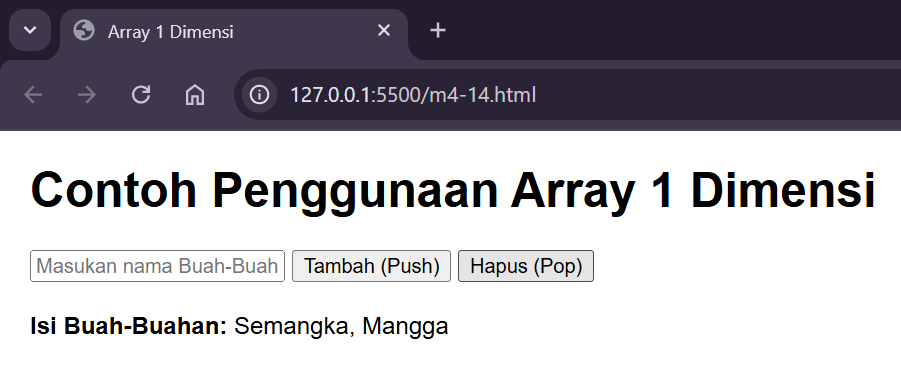 Array 1 Dimensi
127.0.0.1:5500/m4-14.html
Contoh Penggunaan Array 1 Dimensi
Masukan nama Buah-Buah Tambah (Push) Hapus (Pop)
Isi Buah-Buahan: Semangka, Mangga